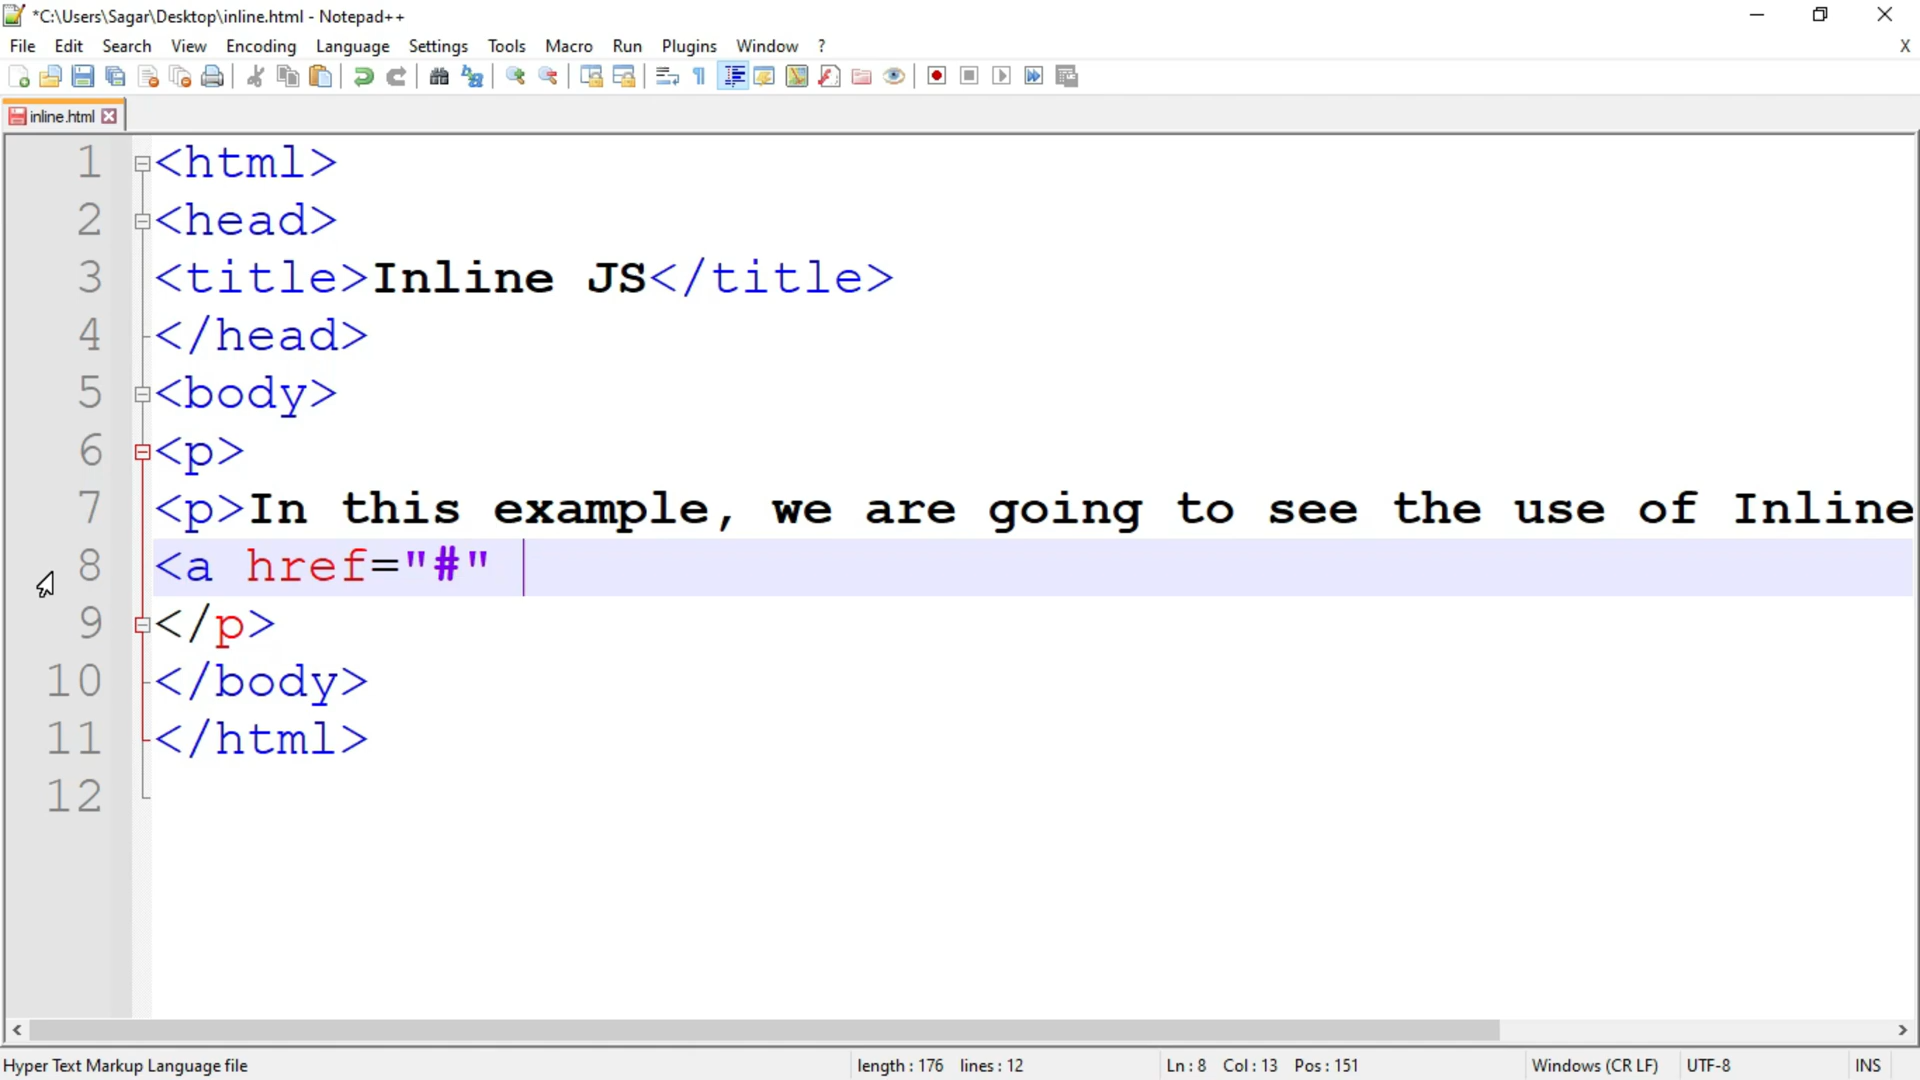 *C:\Users\Sagar\Desktop\inline.html - Notepad++
File Edit Search View Encoding Language Settings Tools Macro Run Plugins Window ? X
inline.html
1 <html>
2 <head>
3 <title>Inline JS</title>
4 </head>
5 <body>
6 <p>
7 <p>In this example, we are going to see the use of Inline
8 <a href="#"
9 </p>
10 </body>
11 </html>
12
Hyper Text Markup Language file length : 176 lines : 12 Ln : 8 Col : 13 Pos : 151 Windows (CR LF) UTF-8 INS